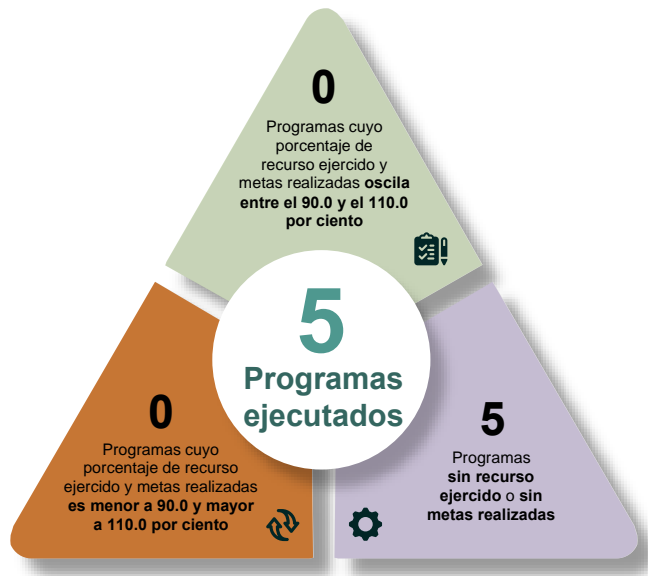 0
Programas cuyo
porcentaje de
recurso ejercido y
metas realizadas oscila
entre el 90.0 y el 110.0
por ciento
5
Programas
ejecutados
0
Programas cuyo
porcentaje de recurso
ejercido y metas realizadas
es menor a 90.0 y mayor
a 110.0 por ciento
5
Programas
sin recurso
ejercido o sin
metas realizadas